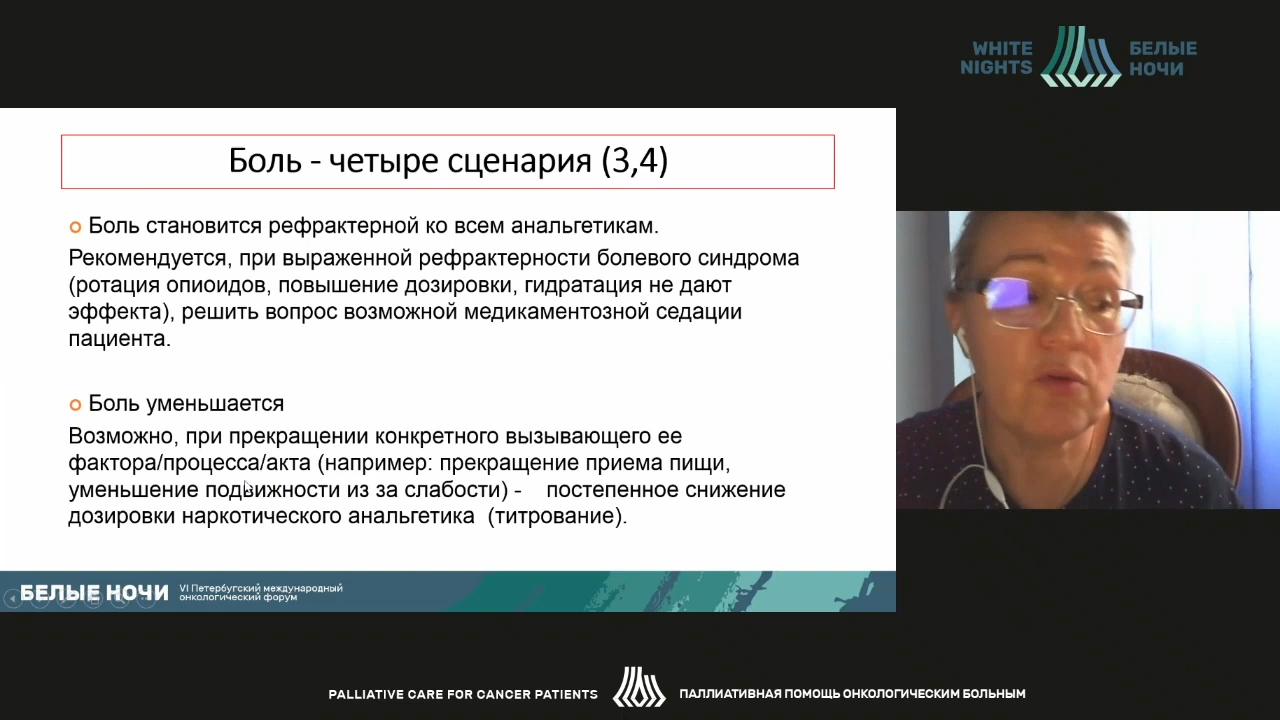 WHITE
NIGHTS
БЕЛЫЕ
НОЧИ
Боль - четыре сценария (3,4)
Боль становится рефрактерной ко всем анальгетикам.
Рекомендуется, при выраженной рефрактерности болевого синдрома
(ротация опиоидов, повышение дозировки, гидратация не дают
эффекта), решить вопрос возможной медикаментозной седации
пациента.
Боль уменьшается
Возможно, при прекращении конкретного вызывающего ее
фактора/процесса/акта (например: прекращение приема пищи,
уменьшение подвижности из за слабости) - постепенное снижение
дозировки наркотического анальгетика (титрование).
БЕЛЫЕ НОЧИ
VI Петербугский международный
онкологический форум
PALLIATIVE CARE FOR CANCER PATIENTS
ПАЛЛИАТИВНАЯ ПОМОЩЬ ОНКОЛОГИЧЕСКИМ БОЛЬНЫМ